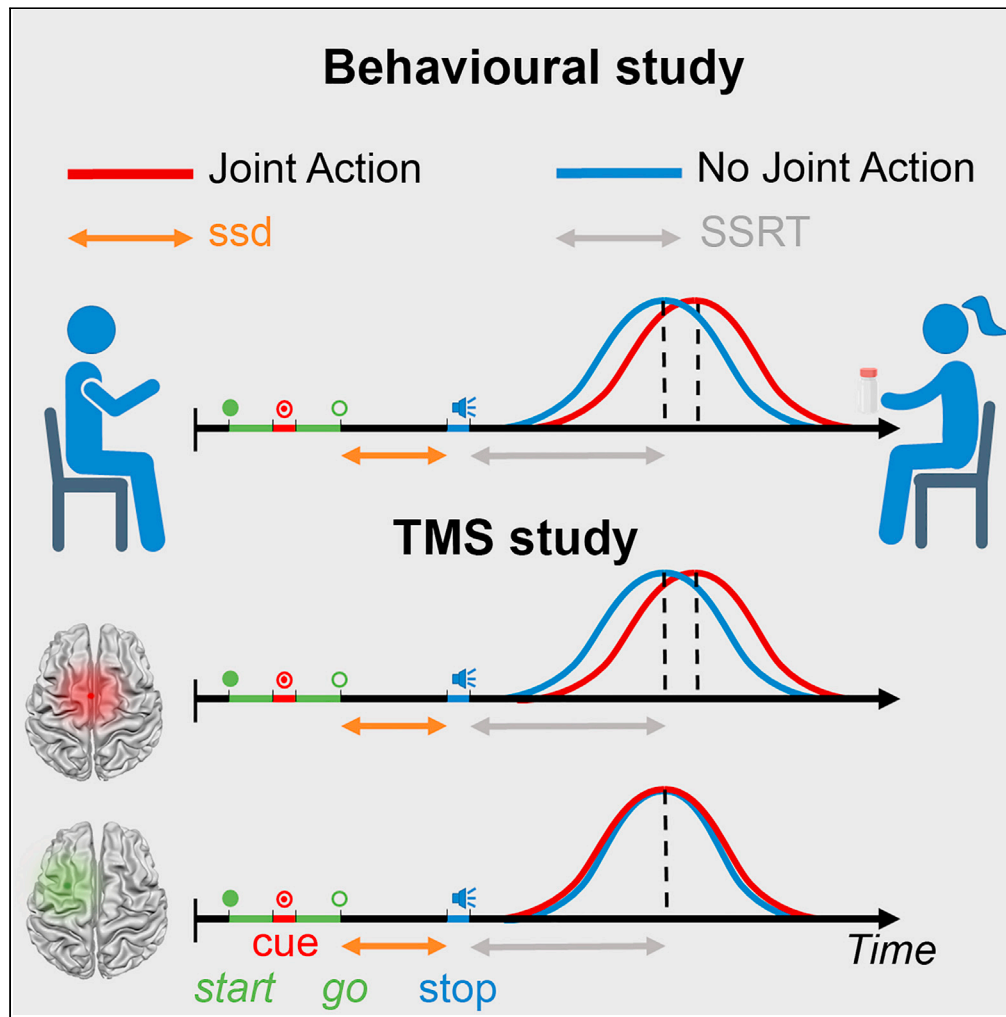 Behavioural study
Joint Action
No Joint Action
ssd
SSRT
TMS study
Time
cue
start
go
stop